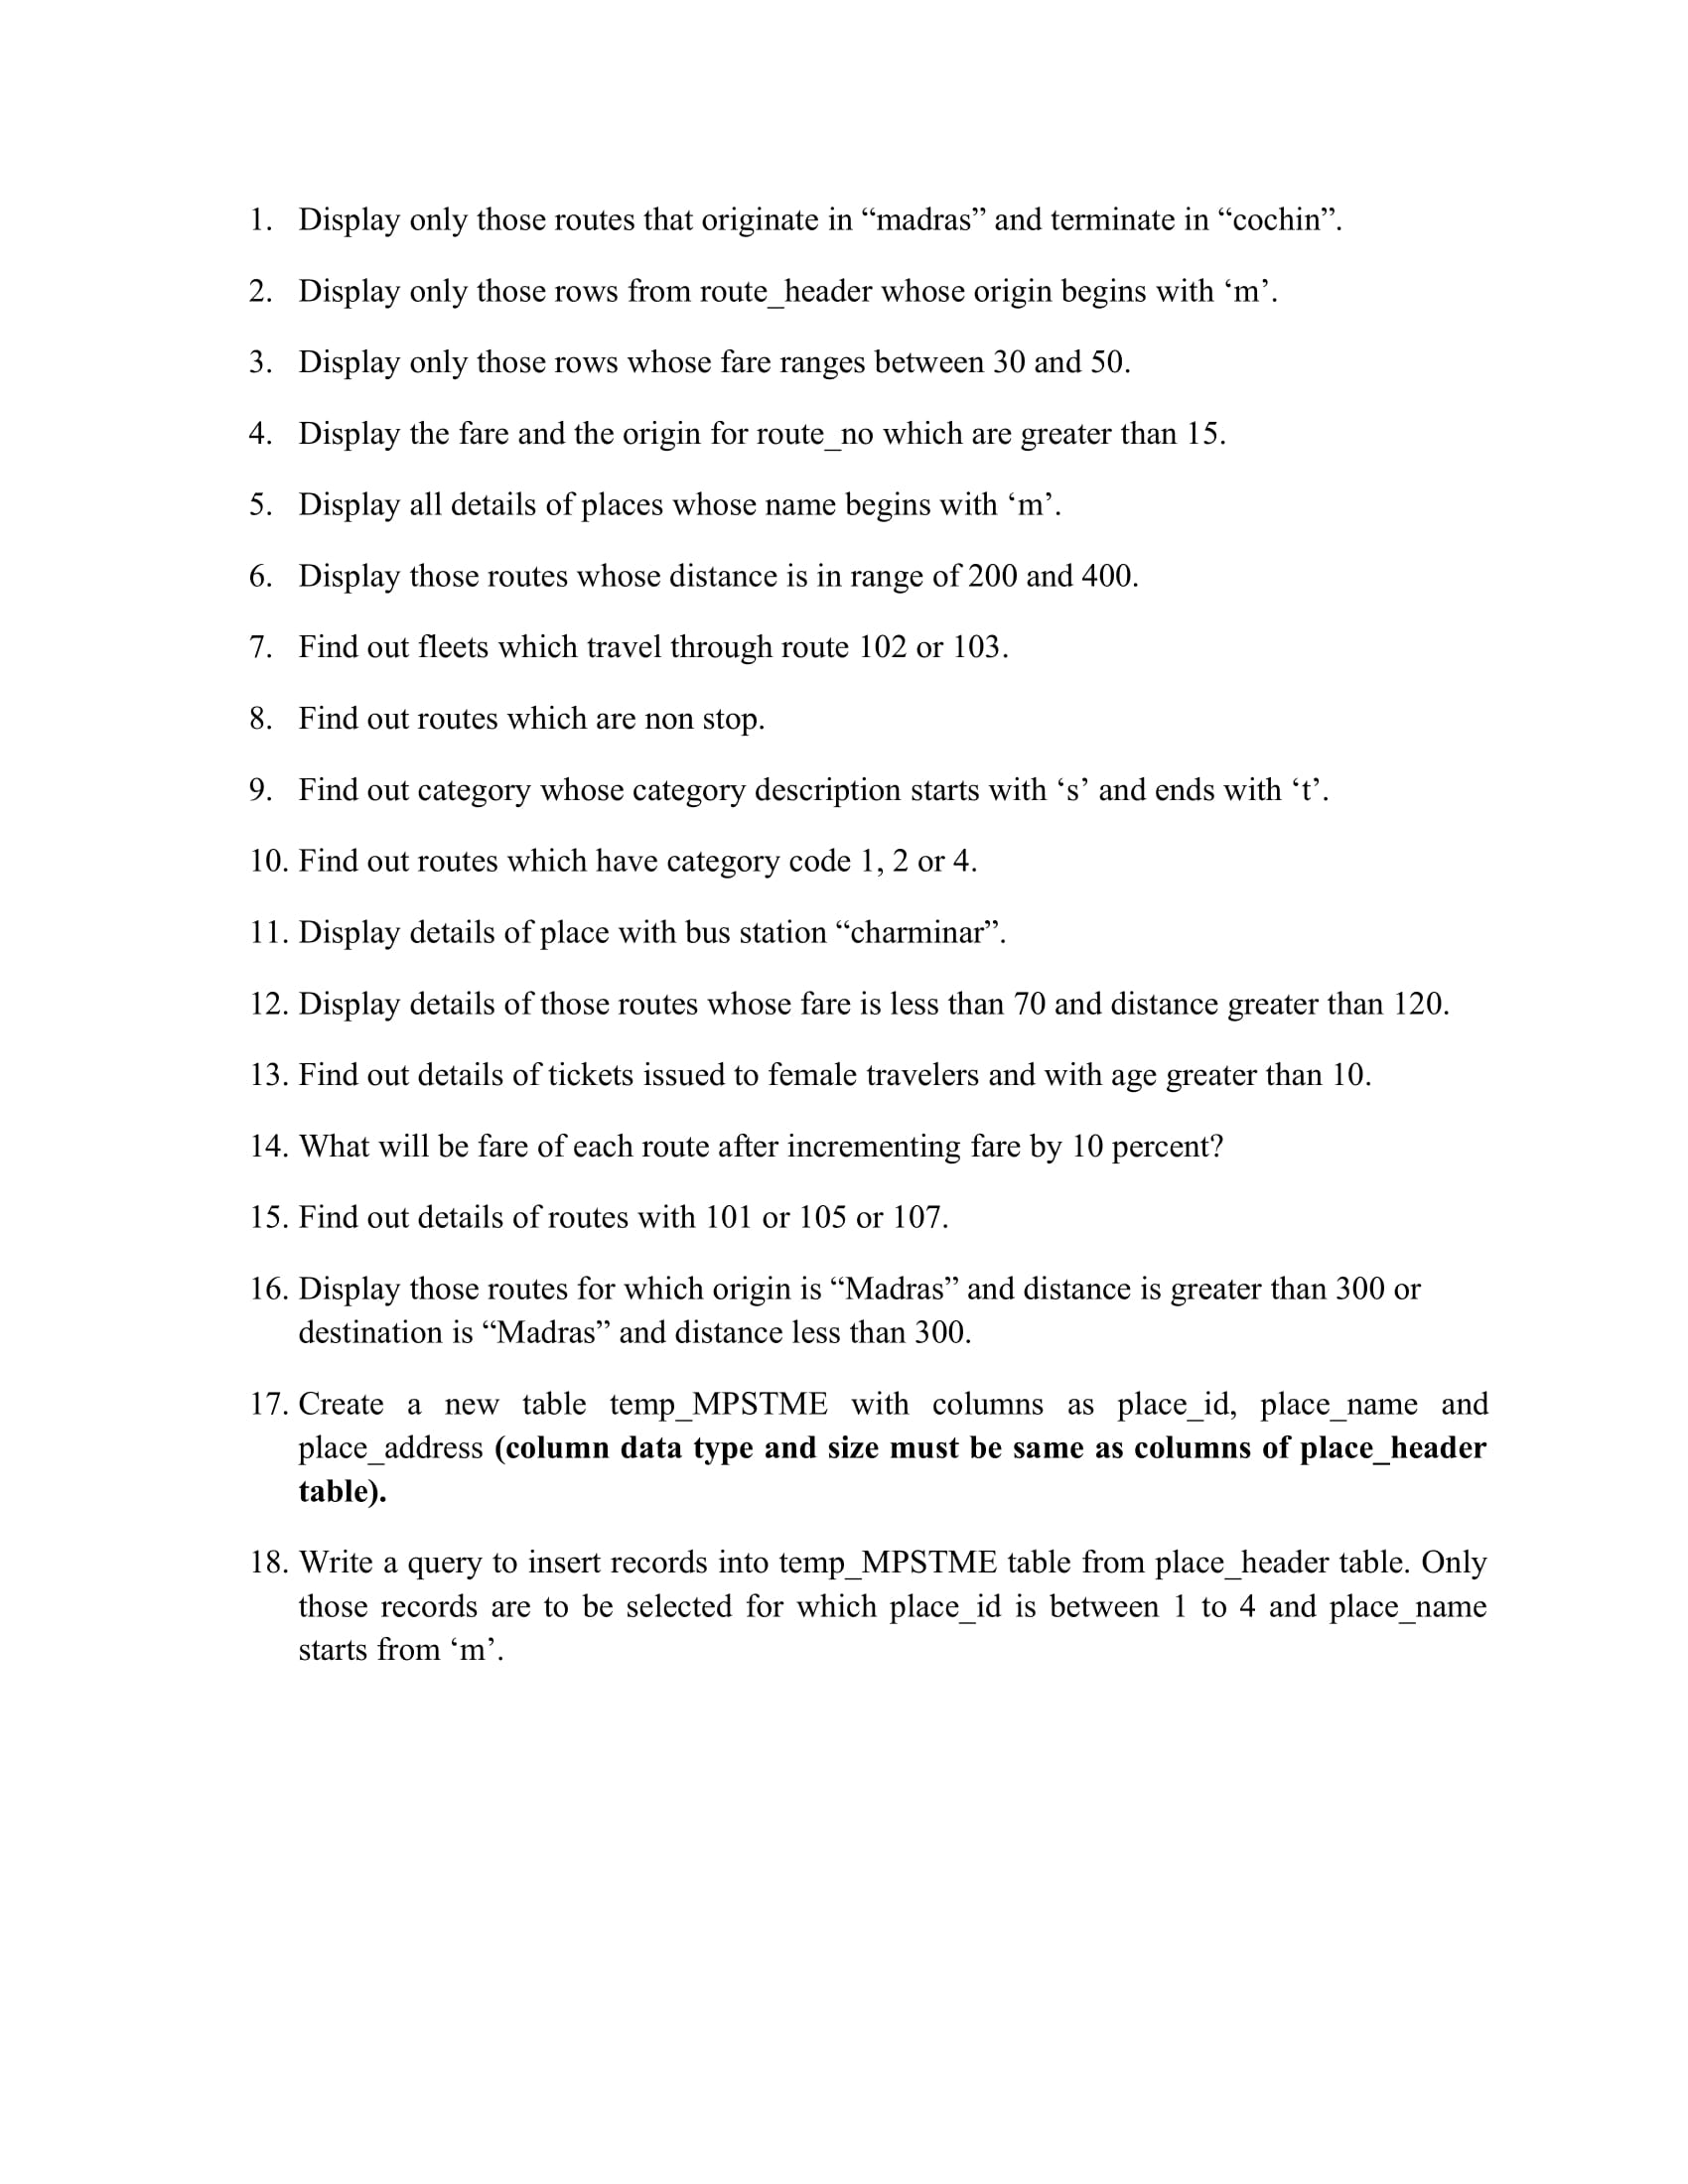 1. Display only those routes that originate in “madras” and terminate in “cochin”.
2. Display only those rows from route_header whose origin begins with ‘m’.
3. Display only those rows whose fare ranges between 30 and 50.
4. Display the fare and the origin for route_no which are greater than 15.
5. Display all details of places whose name begins with ‘m’.
6. Display those routes whose distance is in range of 200 and 400.
7. Find out fleets which travel through route 102 or 103.
8. Find out routes which are non stop.
9. Find out category whose category description starts with ‘s’ and ends with ‘t’.
10. Find out routes which have category code 1, 2 or 4.
11. Display details of place with bus station “charminar”.
12. Display details of those routes whose fare is less than 70 and distance greater than 120.
13. Find out details of tickets issued to female travelers and with age greater than 10.
14. What will be fare of each route after incrementing fare by 10 percent?
15. Find out details of routes with 101 or 105 or 107.
16. Display those routes for which origin is “Madras” and distance is greater than 300 or
destination is “Madras” and distance less than 300.
17. Create a new table temp_MPSTME with columns as place_id, place_name and
place_address (column data type and size must be same as columns of place_header
table).
18. Write a query to insert records into temp_MPSTME table from place_header table. Only
those records are to be selected for which place_id is between 1 to 4 and place_name
starts from ‘m’.